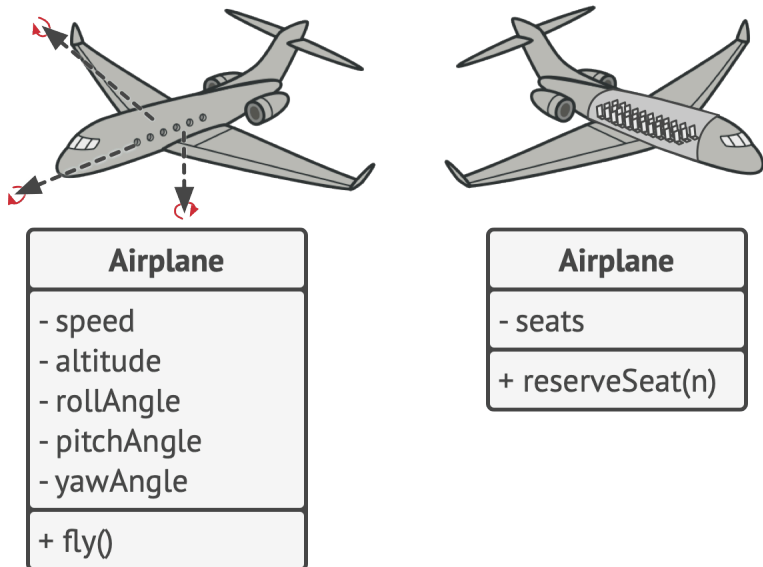 Airplane
- speed
- altitude
- rollAngle
- pitchAngle
- yawAngle
+ fly()
Airplane
- seats
+ reserveSeat(n)